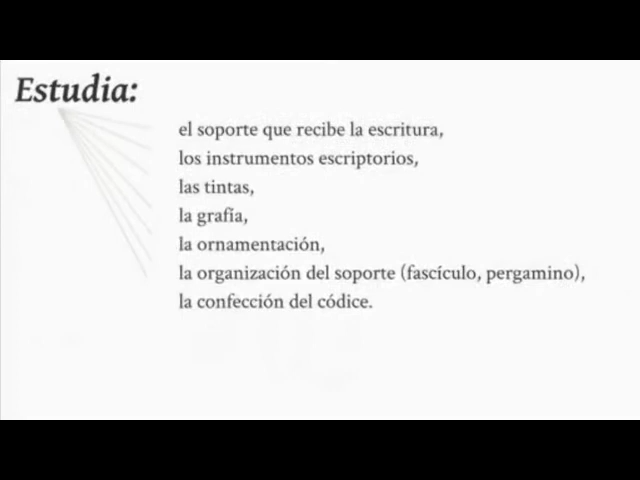 Estudia:
el soporte que recibe la escritura,
los instrumentos escriptorios,
las tintas,
la grafía,
la ornamentación,
la organización del soporte (fascículo, pergamino),
la confección del códice.